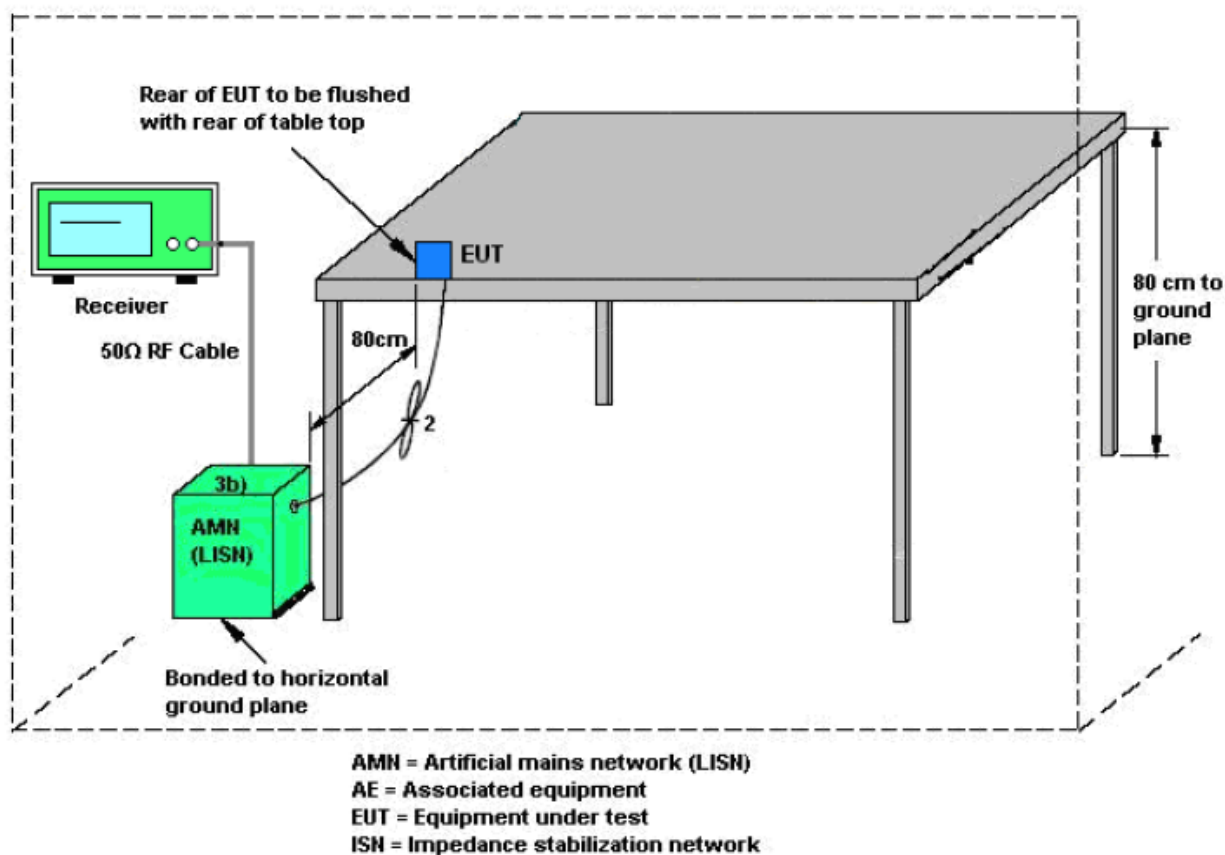 Rear of EUT to be flushed
with rear of table top
EUT
Receiver
50Ω RF Cable
80cm
80 cm to
ground
plane
2
3b)
AMN
(LISN)
Bonded to horizontal
ground plane
AMN = Artificial mains network (LISN)
AE = Associated equipment
EUT = Equipment under test
ISN = Impedance stabilization network